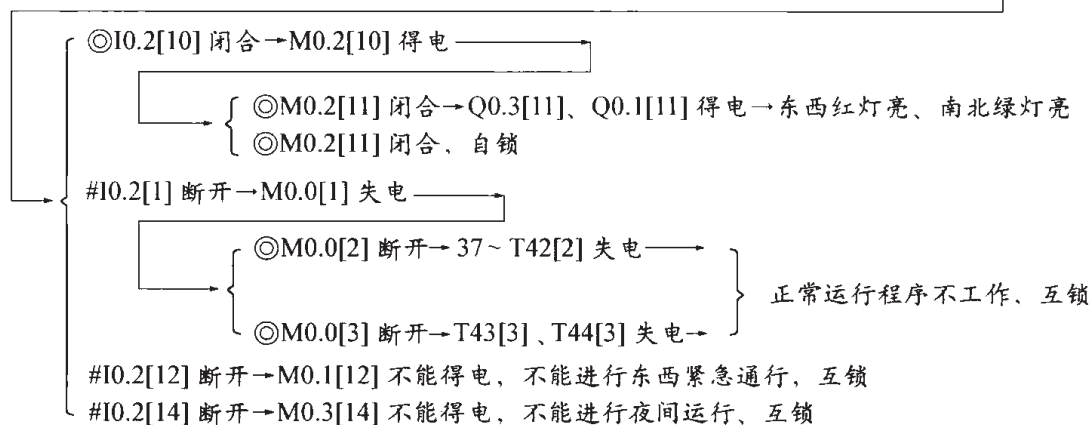 ◎I0.2[10] 闭合→M0.2[10] 得电
◎M0.2[11] 闭合→Q0.3[11]、Q0.1[11] 得电→东西红灯亮、南北绿灯亮
◎M0.2[11] 闭合，自锁
#I0.2[1] 断开→M0.0[1] 失电
◎M0.0[2] 断开→37~T42[2] 失电→
正常运行程序不工作、互锁
◎M0.0[3] 断开→T43[3]、T44[3] 失电→
#I0.2[12] 断开→M0.1[12] 不能得电，不能进行东西紧急通行，互锁
#I0.2[14] 断开→M0.3[14] 不能得电，不能进行夜间运行、互锁